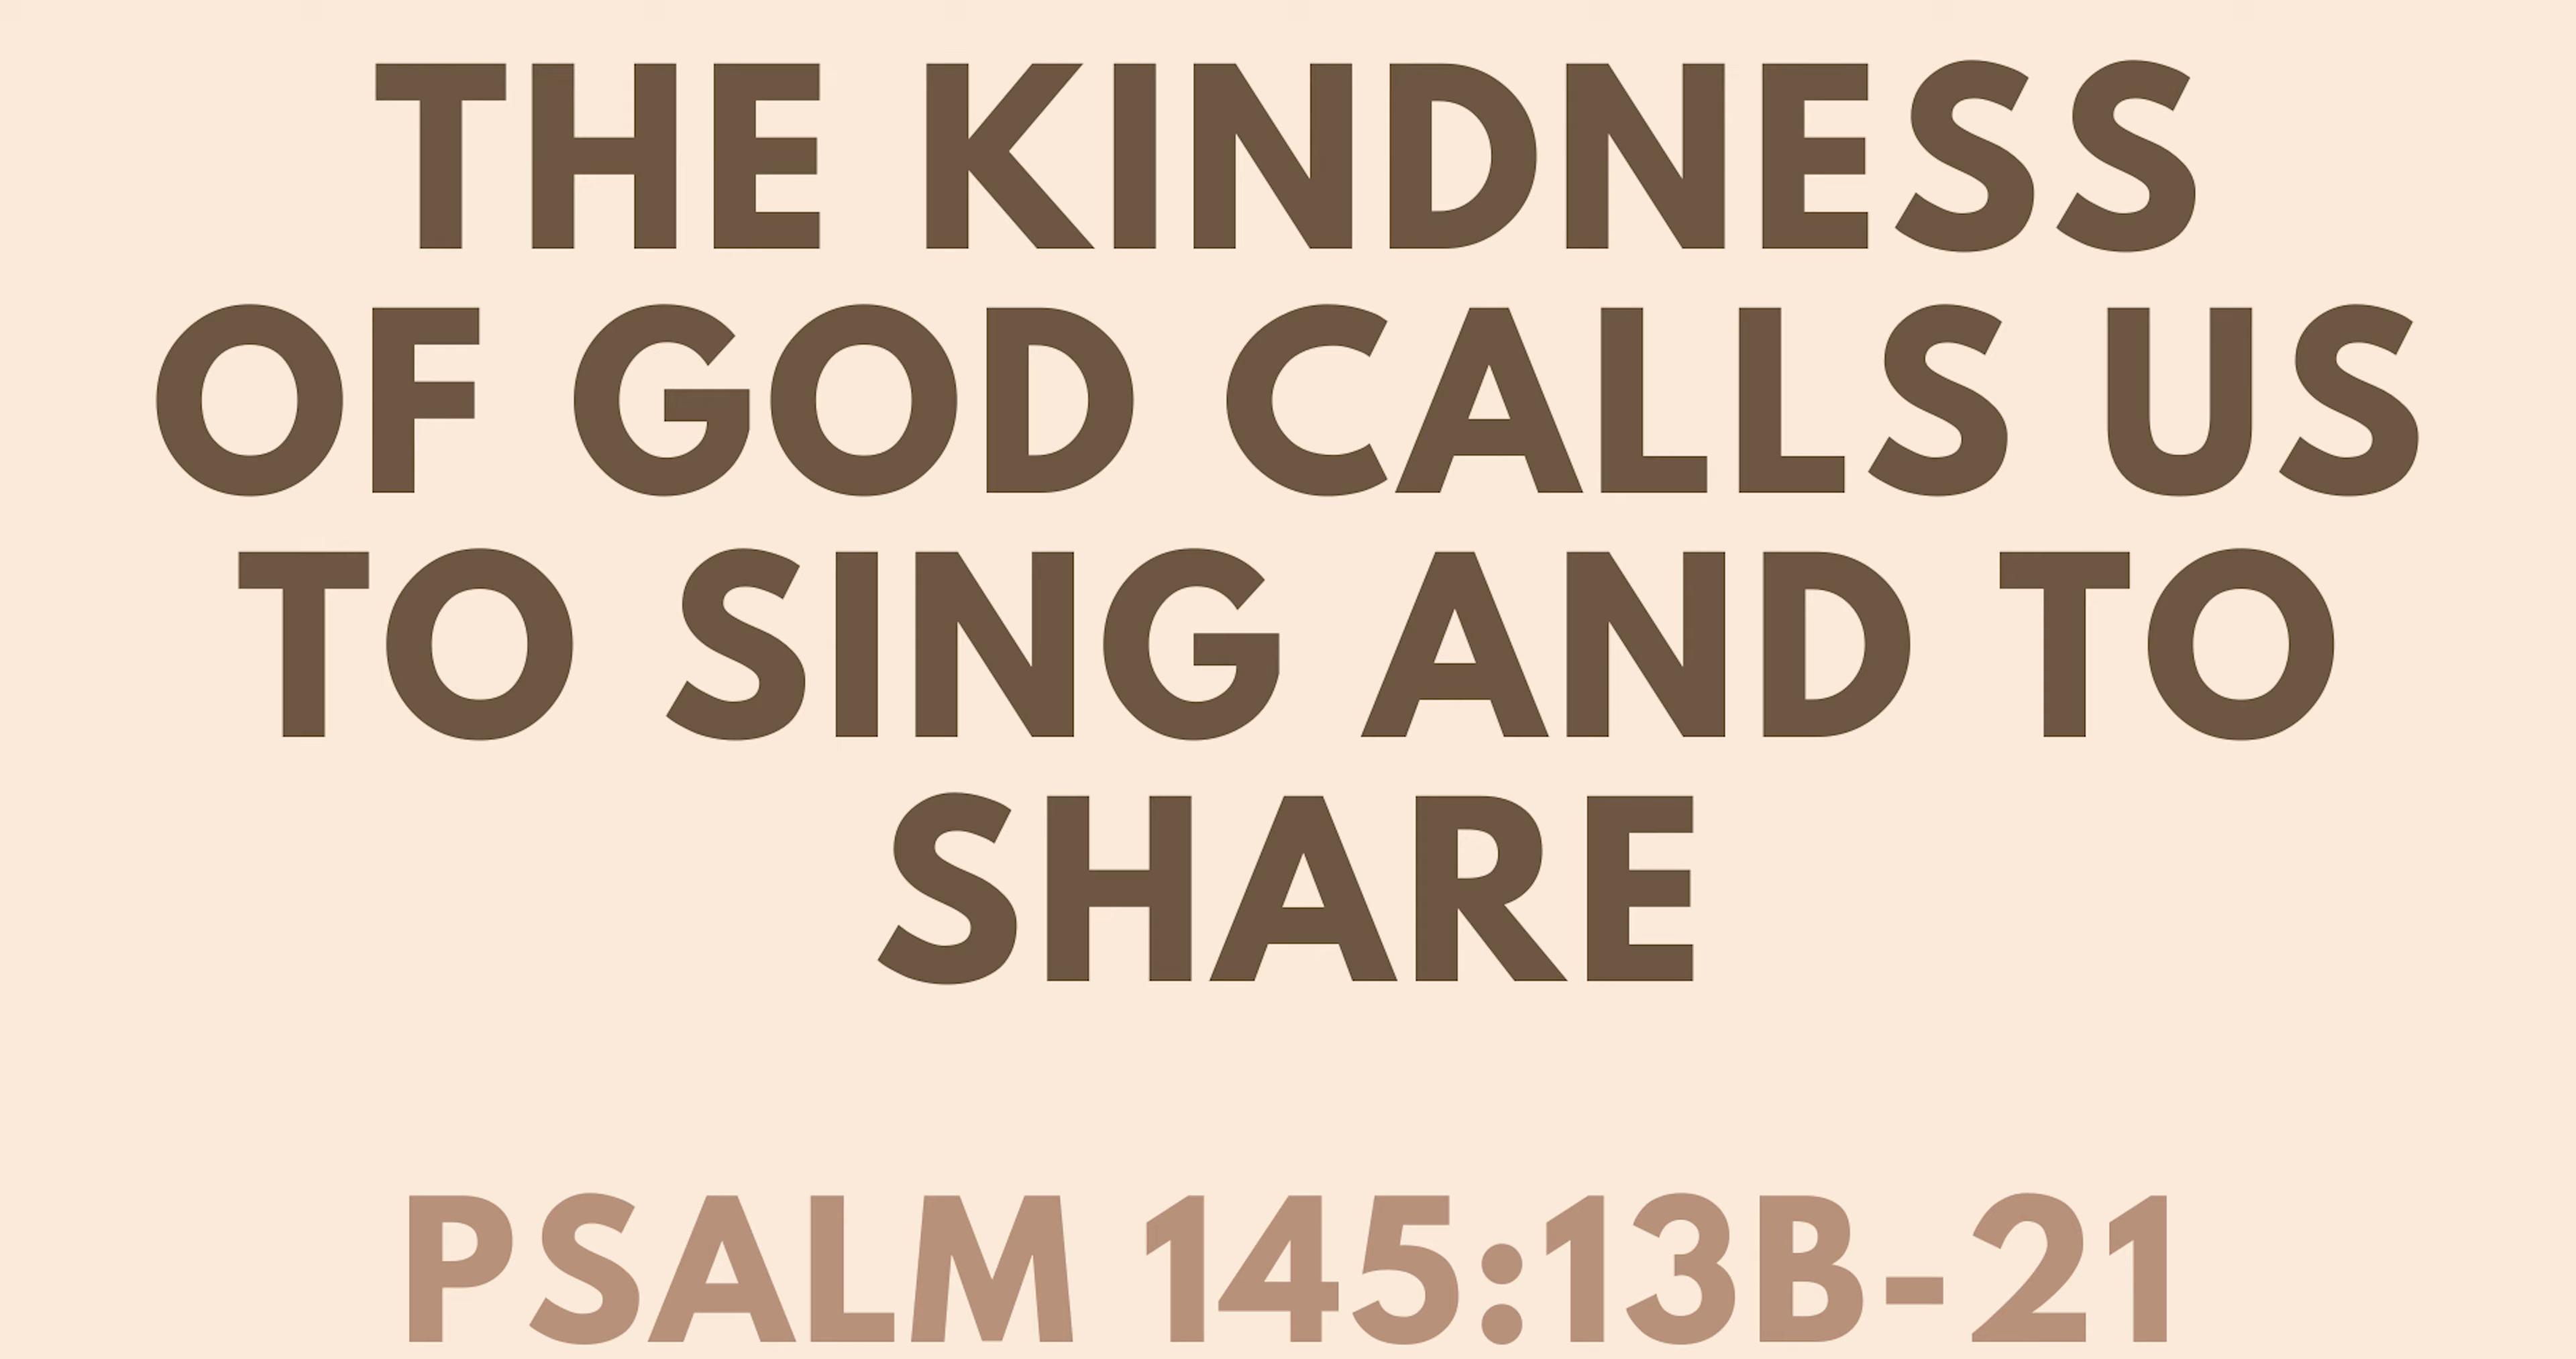 THE KINDNESS
OF GOD CALLS US
TO SING AND TO
SHARE
PSALM 145:13B-21